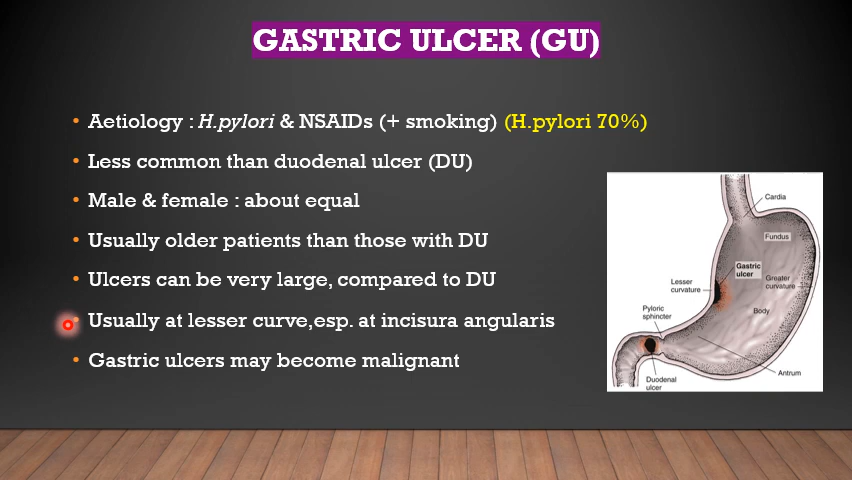 GASTRIC ULCER (GU)
• Aetiology : H.pylori & NSAIDs (+ smoking) (H.pylori 70%)
• Less common than duodenal ulcer (DU)
• Male & female : about equal
• Usually older patients than those with DU
• Ulcers can be very large, compared to DU
• Usually at lesser curve,esp. at incisura angularis
• Gastric ulcers may become malignant
Cardia
Fundus
Gastric
ulcer
Greater
curvature
Lesser
curvature
Body
Pyloric
sphincter
Antrum
Duodenal
ulcer